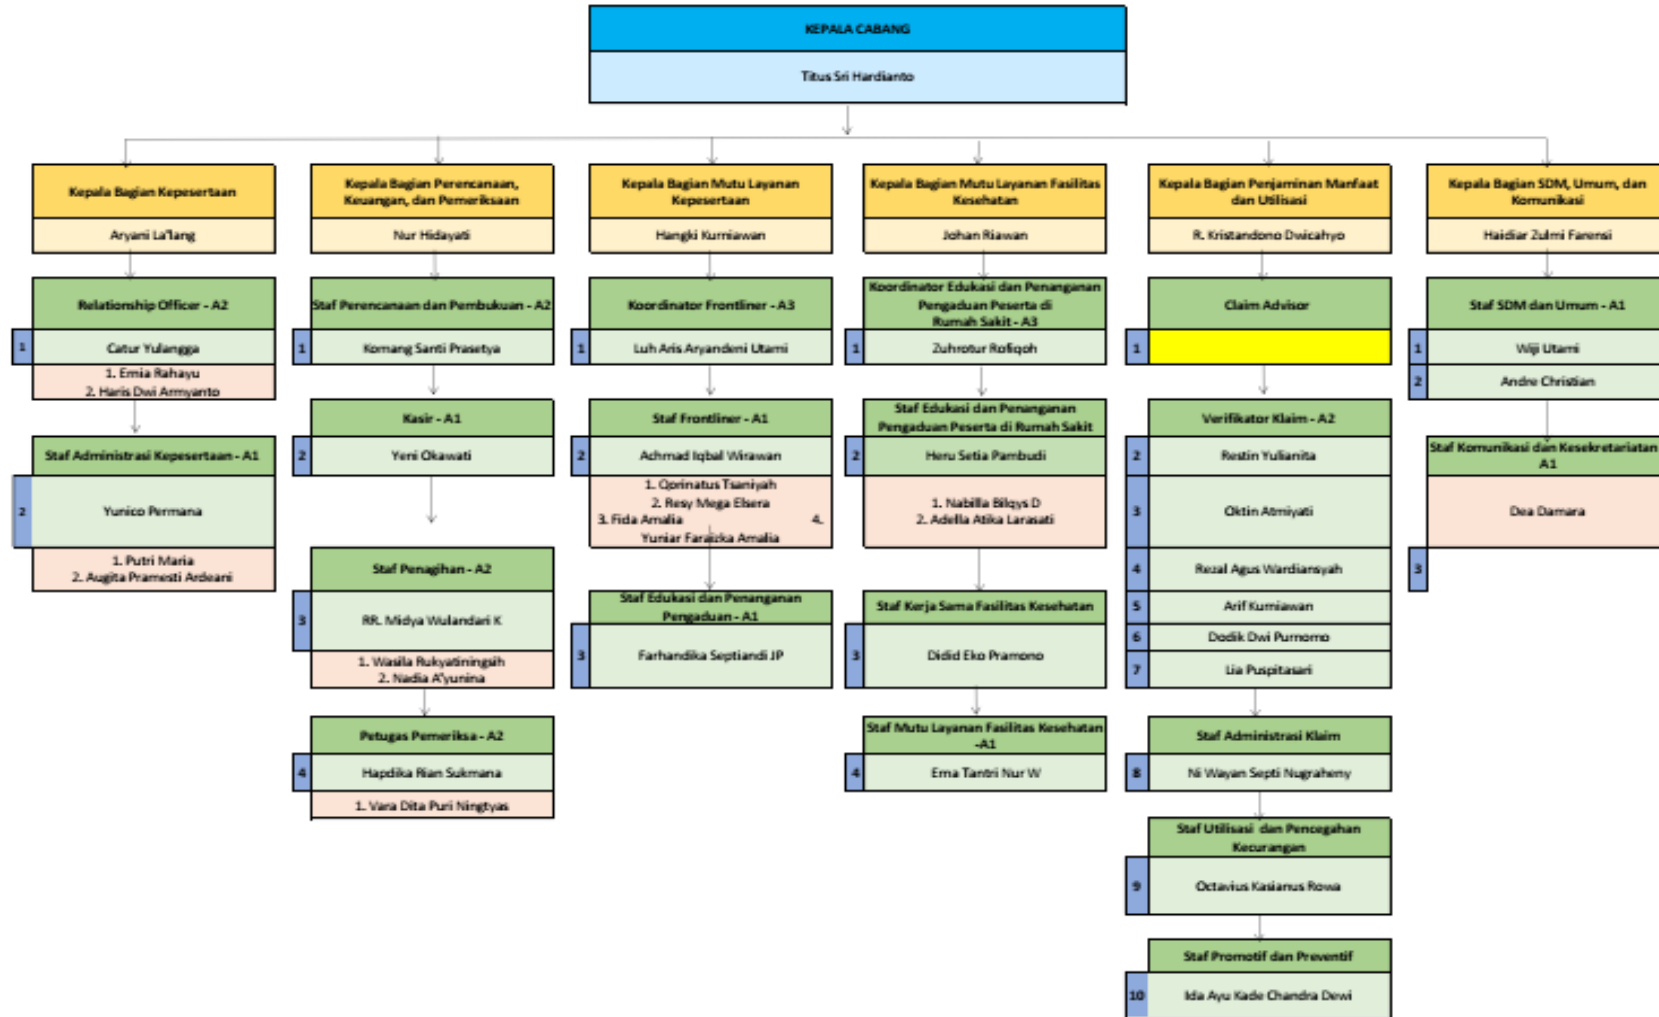 KEPALA CABANG
Titus Sri Hardianto
Kepala Bagian Kepesertaan
Aryani La'lang
Relationship Officer - A2
1
Catur Yulangga
1. Ernia Rahayu
2. Haris Dwi Armyanto
Staf Administrasi Kepesertaan - A1
2
Yunico Permana
1. Putri Maria
2. Augita Pramesti Ardeani
Kepala Bagian Perencanaan,
Keuangan, dan Pemeriksaan
Nur Hidayati
Staf Perencanaan dan Pembukuan - A2
1
Komang Santi Prasetya
Kasir - A1
2
Yeni Okawati
Staf Penagihan - A2
3
RR. Midya Wulandari K
1. Wasila Rukyatiningsih
2. Nadia A'yunina
Petugas Pemeriksa - A2
4
Hapdika Rian Sukmana
1. Vara Dita Puri Ningtyas
Kepala Bagian Mutu Layanan
Kepesertaan
Hangki Kurniawan
Koordinator Frontliner - A3
1
Luh Aris Aryandeni Utami
Staf Frontliner - A1
2
Achmad Iqbal Wirawan
1. Qorinatus Tsaniyah
2. Resy Mega Elsera
3. Fida Amalia 4.
Yuniar Faraizka Amalia
Staf Edukasi dan Penanganan
Pengaduan - A1
3
Farhandika Septiandi JP
Kepala Bagian Mutu Layanan Fasilitas
Kesehatan
Johan Riawan
Koordinator Edukasi dan Penanganan
Pengaduan Peserta di
Rumah Sakit - A3
1
Zuhrotur Rofiqoh
Staf Edukasi dan Penanganan
Pengaduan Peserta di Rumah Sakit
2
Heru Setia Pambudi
1. Nabilla Bilqys D
2. Adella Atika Larasati
Staf Kerja Sama Fasilitas Kesehatan
3
Didid Eko Pramono
Staf Mutu Layanan Fasilitas Kesehatan
-A1
4
Erna Tantri Nur W
Kepala Bagian Penjaminan Manfaat
dan Utilisasi
R. Kristandono Dwicahyo
Claim Advisor
1
Verifikator Klaim - A2
2
Restin Yulianita
3
Oktin Atmiyati
4
Rezal Agus Wardiansyah
5
Arif Kurniawan
6
Dodik Dwi Purnomo
7
Lia Puspitasari
Staf Administrasi Klaim
8
Ni Wayan Septi Nugraheny
Staf Utilisasi dan Pencegahan
Kecurangan
9
Octavius Kasianus Rowa
Staf Promotif dan Preventif
10
Ida Ayu Kade Chandra Dewi
Kepala Bagian SDM, Umum, dan
Komunikasi
Haidiar Zulmi Farensi
Staf SDM dan Umum - A1
1
Wiji Utami
2
Andre Christian
Staf Komunikasi dan Kesekretariatan
A1
Dea Damara
3